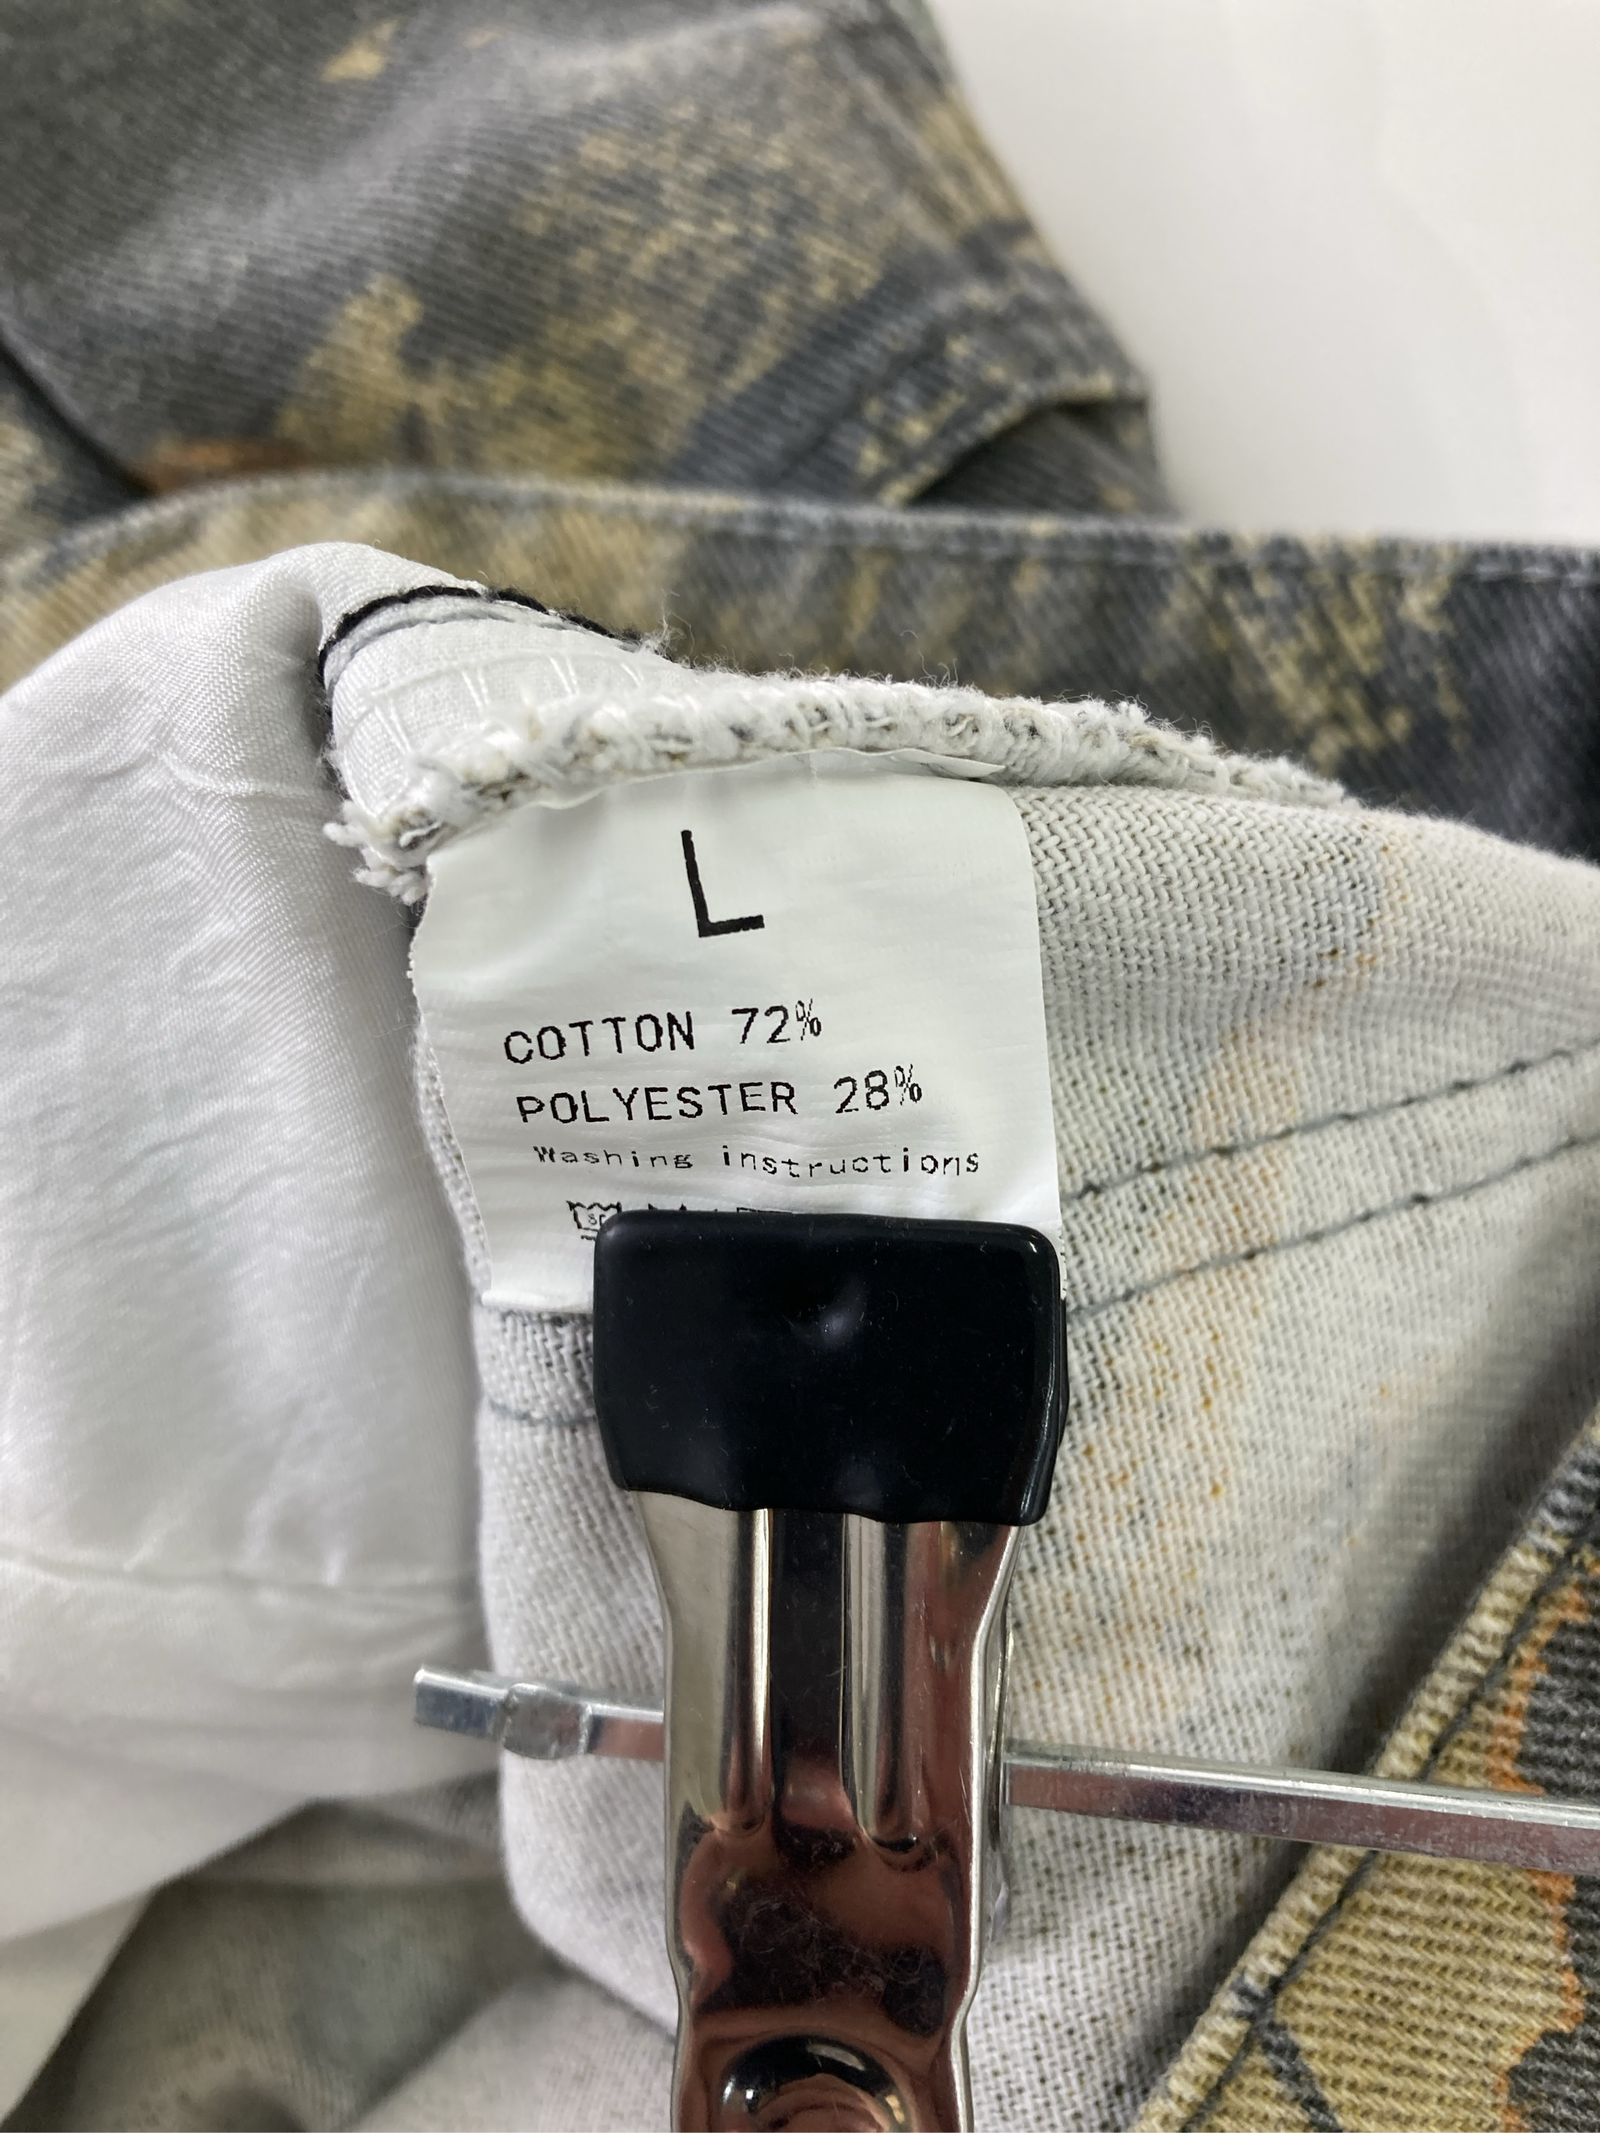 L
COTTON 72%
POLYESTER 28%
Washing instructions